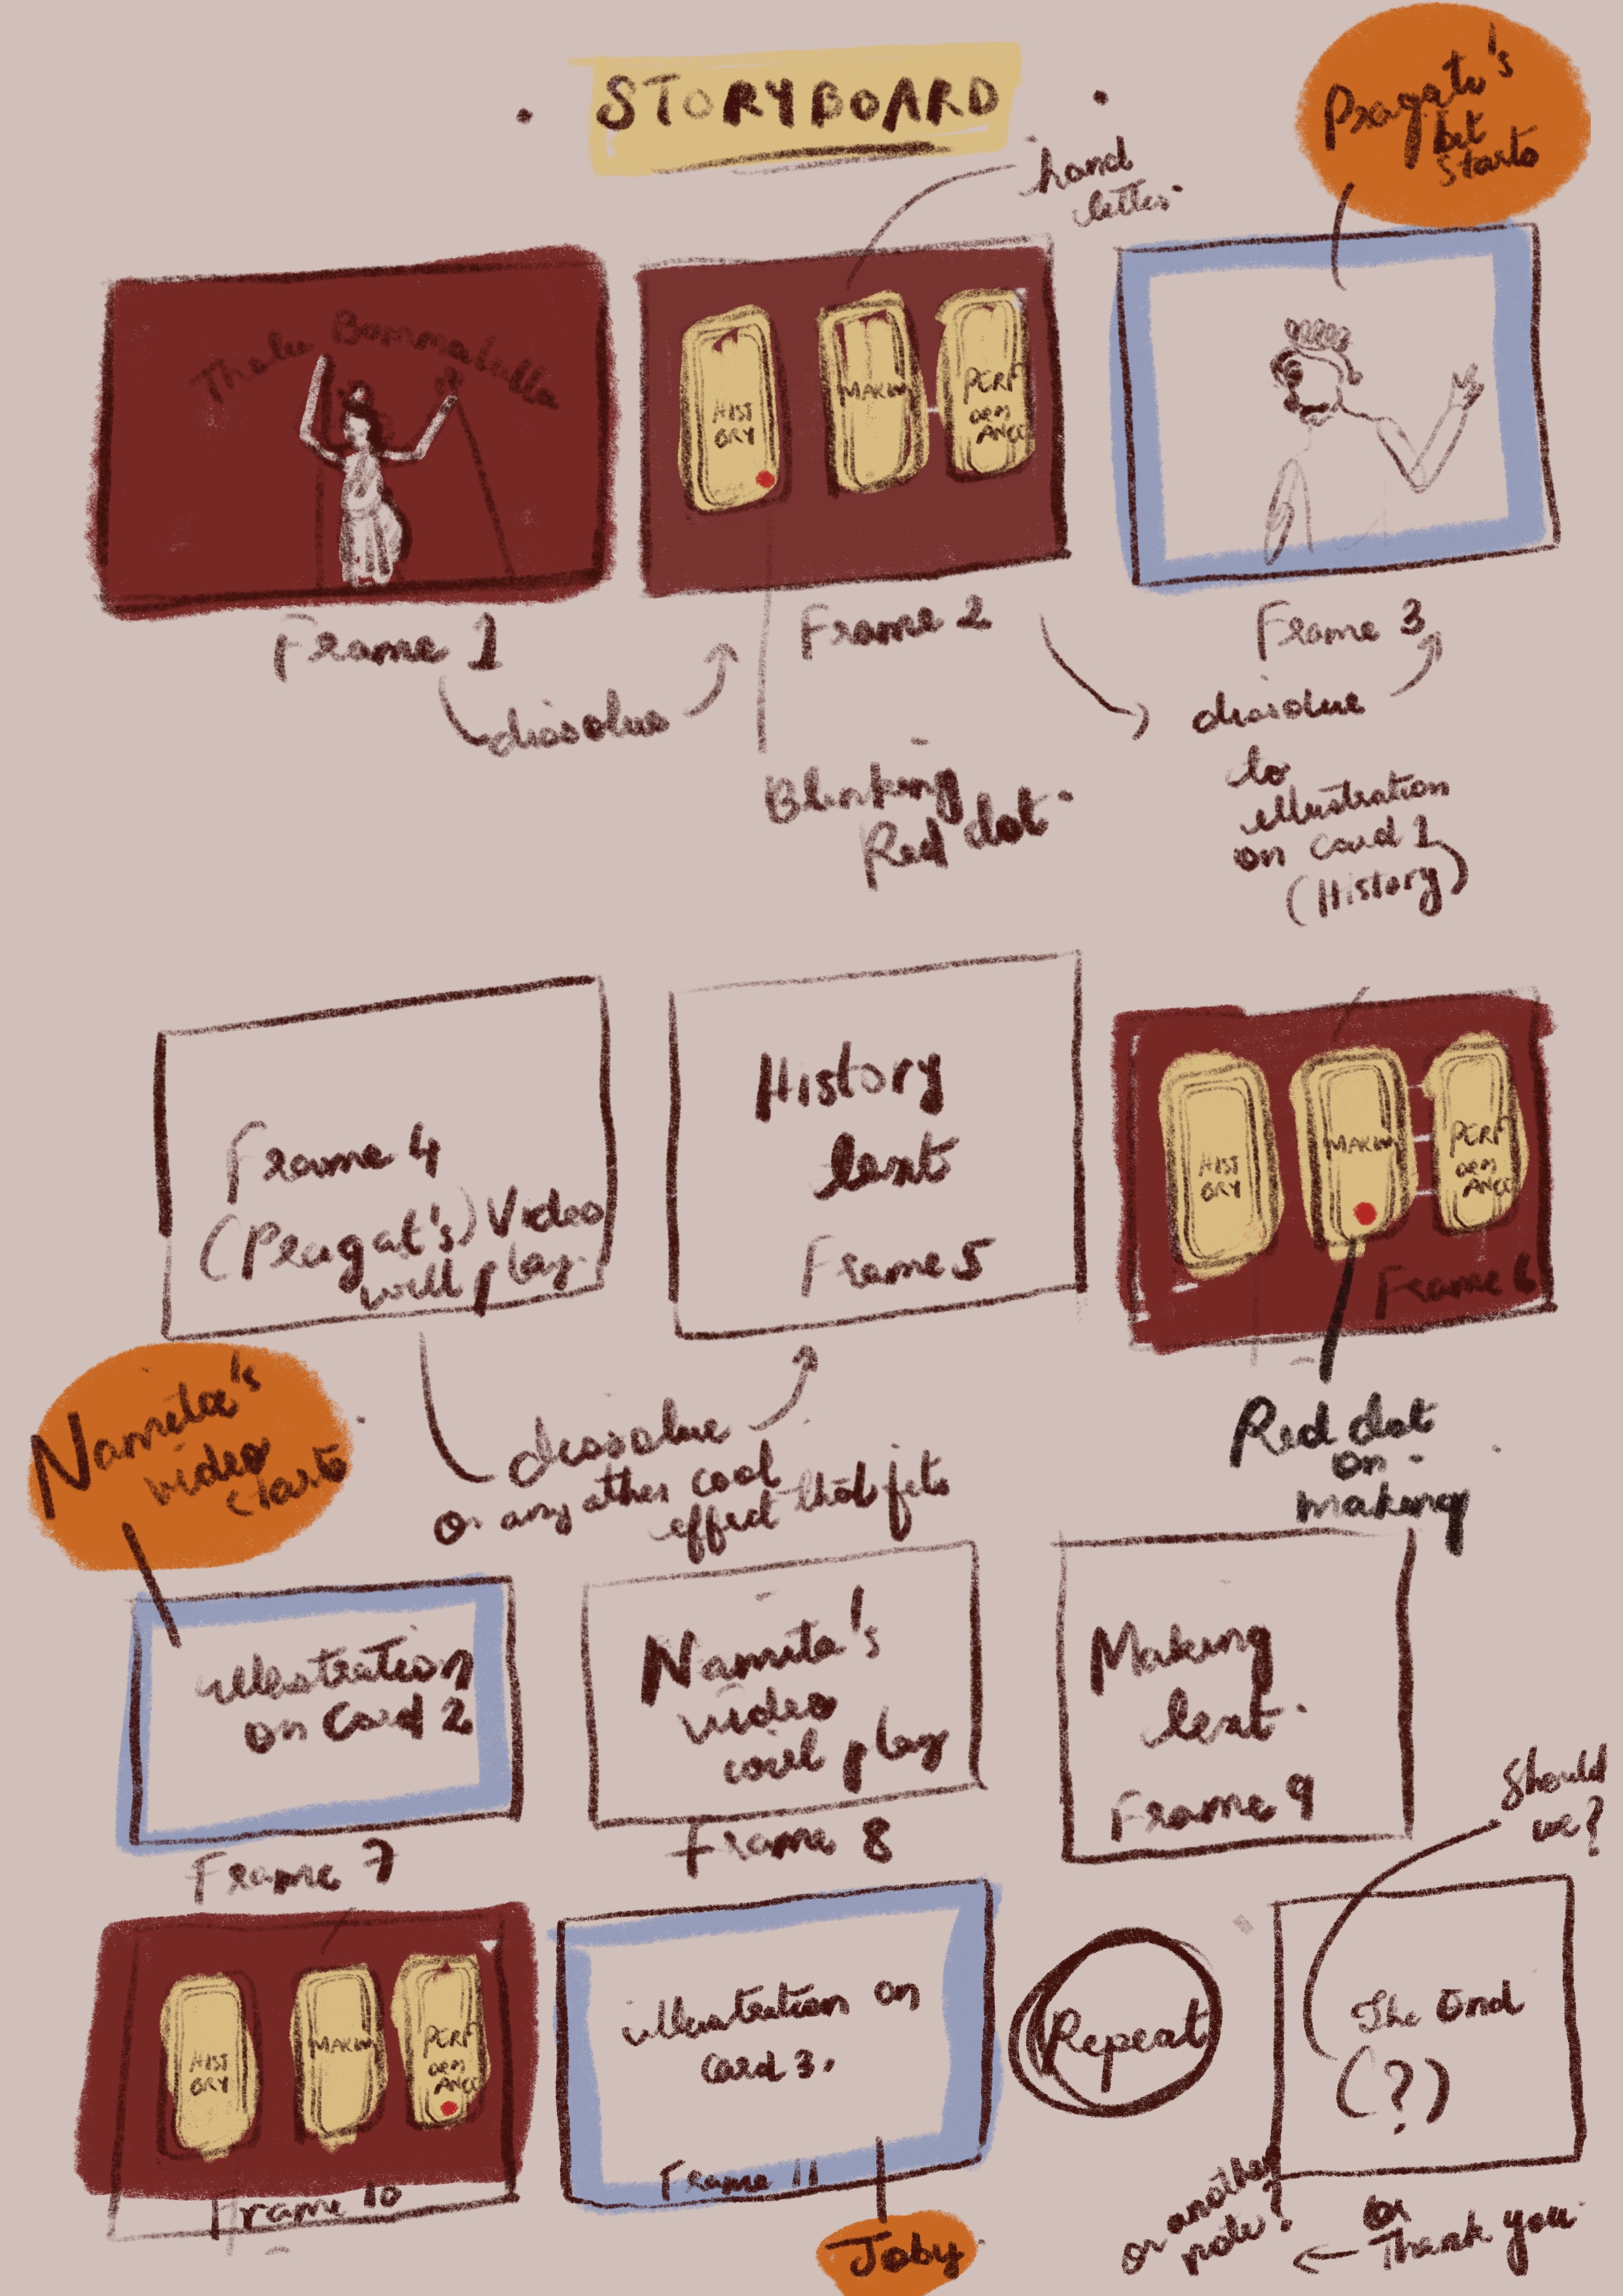 STORYBOARD
hand
letter.
Pragati's
bit
starts
Tholu Bommalatta
HIST
ORY
MAKIN
PERF
ORM
ANCE
Frame 1
Frame 2
Frame 3
dissolve
Blinking
Red dot.
dissolve
to
illustration
on Card 1
(History)
Frame 4
(Pragati's) Video
will play.
History
text
Frame 5
HIST
ORY
MAKIN
PERF
ORM
ANCE
Frame 6
Namita's
video
starts
dissolve
or any other cool
effect that fits
Red dot
on
making
illustration
on Card 2
Frame 7
Namita's
video
will play
Frame 8
Making
text.
Frame 9
Should
we?
HIST
ORY
MAKIN
PERF
ORM
ANCE
Frame 10
illustration on
Card 3.
Frame 11
Joby
Repeat
The End
(?)
or
Thank you
or another
note?